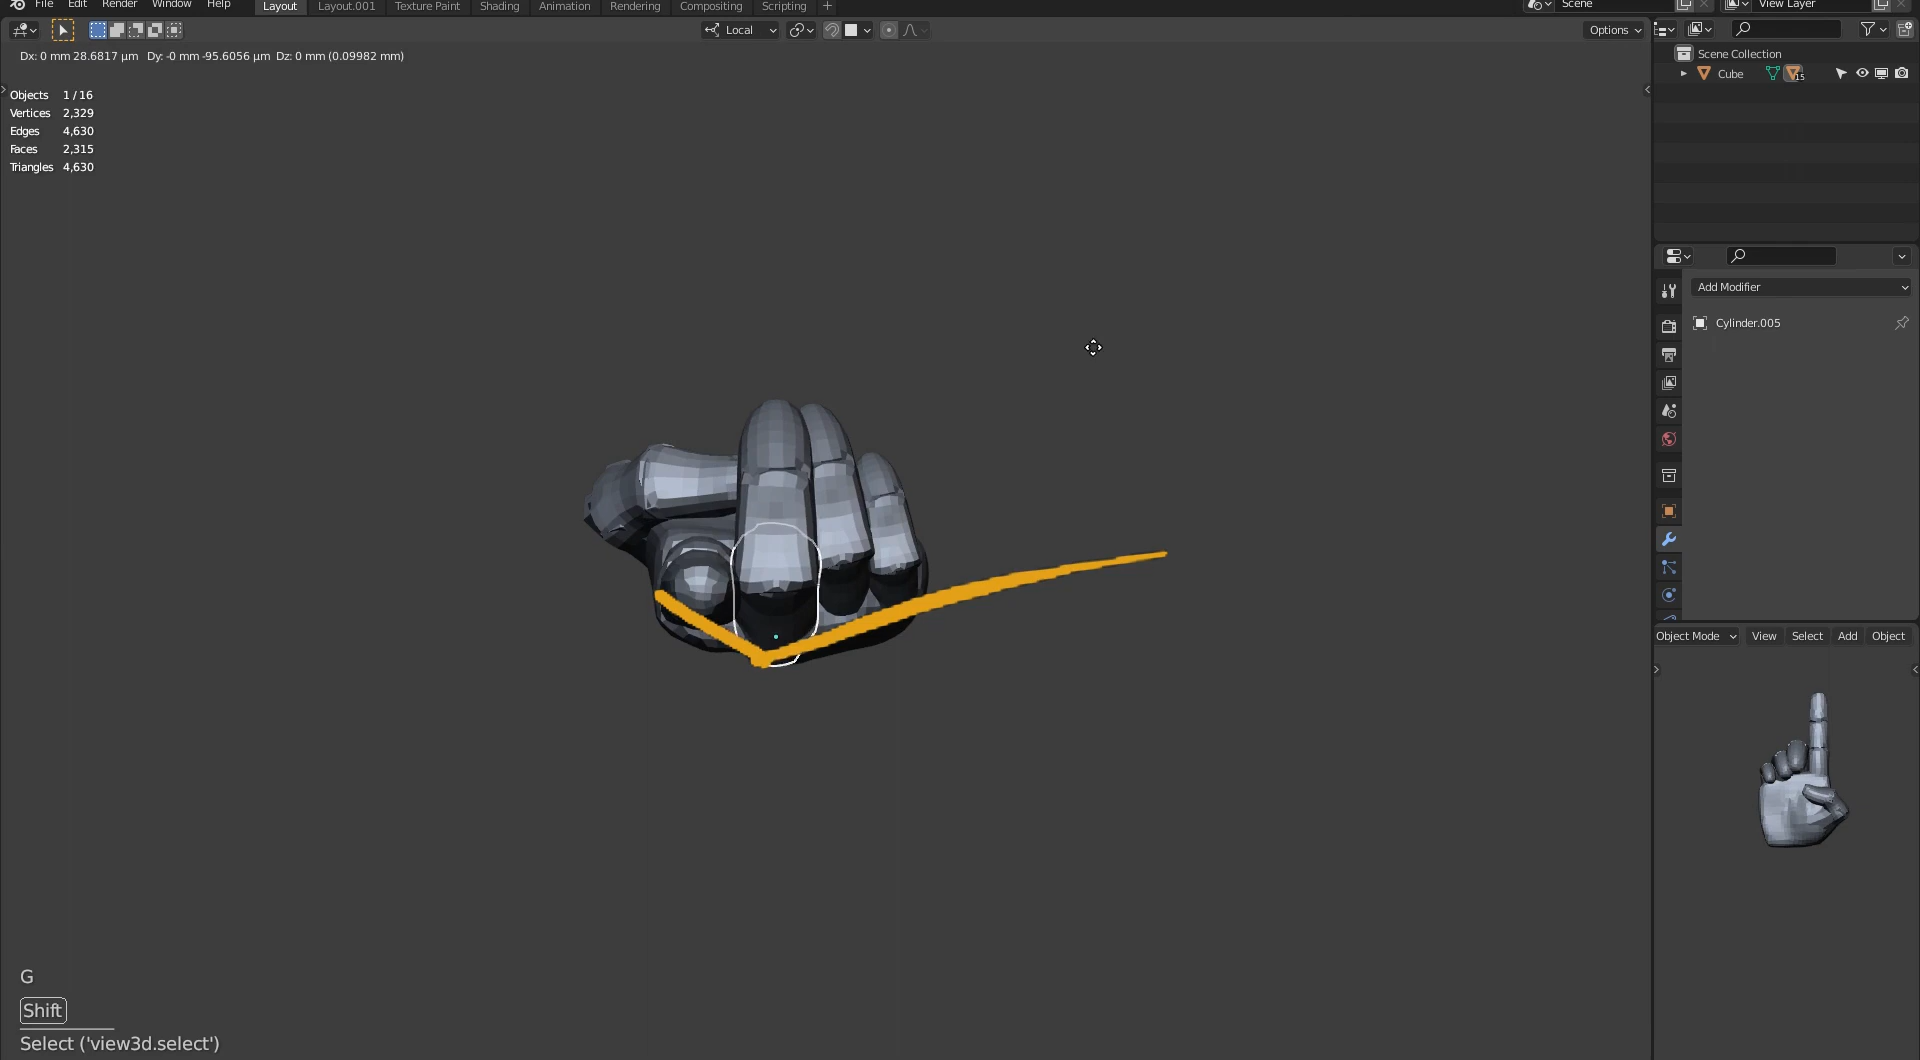 File Edit Render Window Help Layout Layout.001 Texture Paint Shading Animation Rendering Compositing Scripting + Scene View Layer
Local Options
Dx: 0 mm 28.6817 µm Dy: -0 mm -95.6056 µm Dz: 0 mm (0.09982 mm)
Objects 1 / 16
Vertices 2,329
Edges 4,630
Faces 2,315
Triangles 4,630
Scene Collection
Cube 15
Add Modifier
Cylinder.005
Object Mode View Select Add Object
G
Shift
Select ('view3d.select')